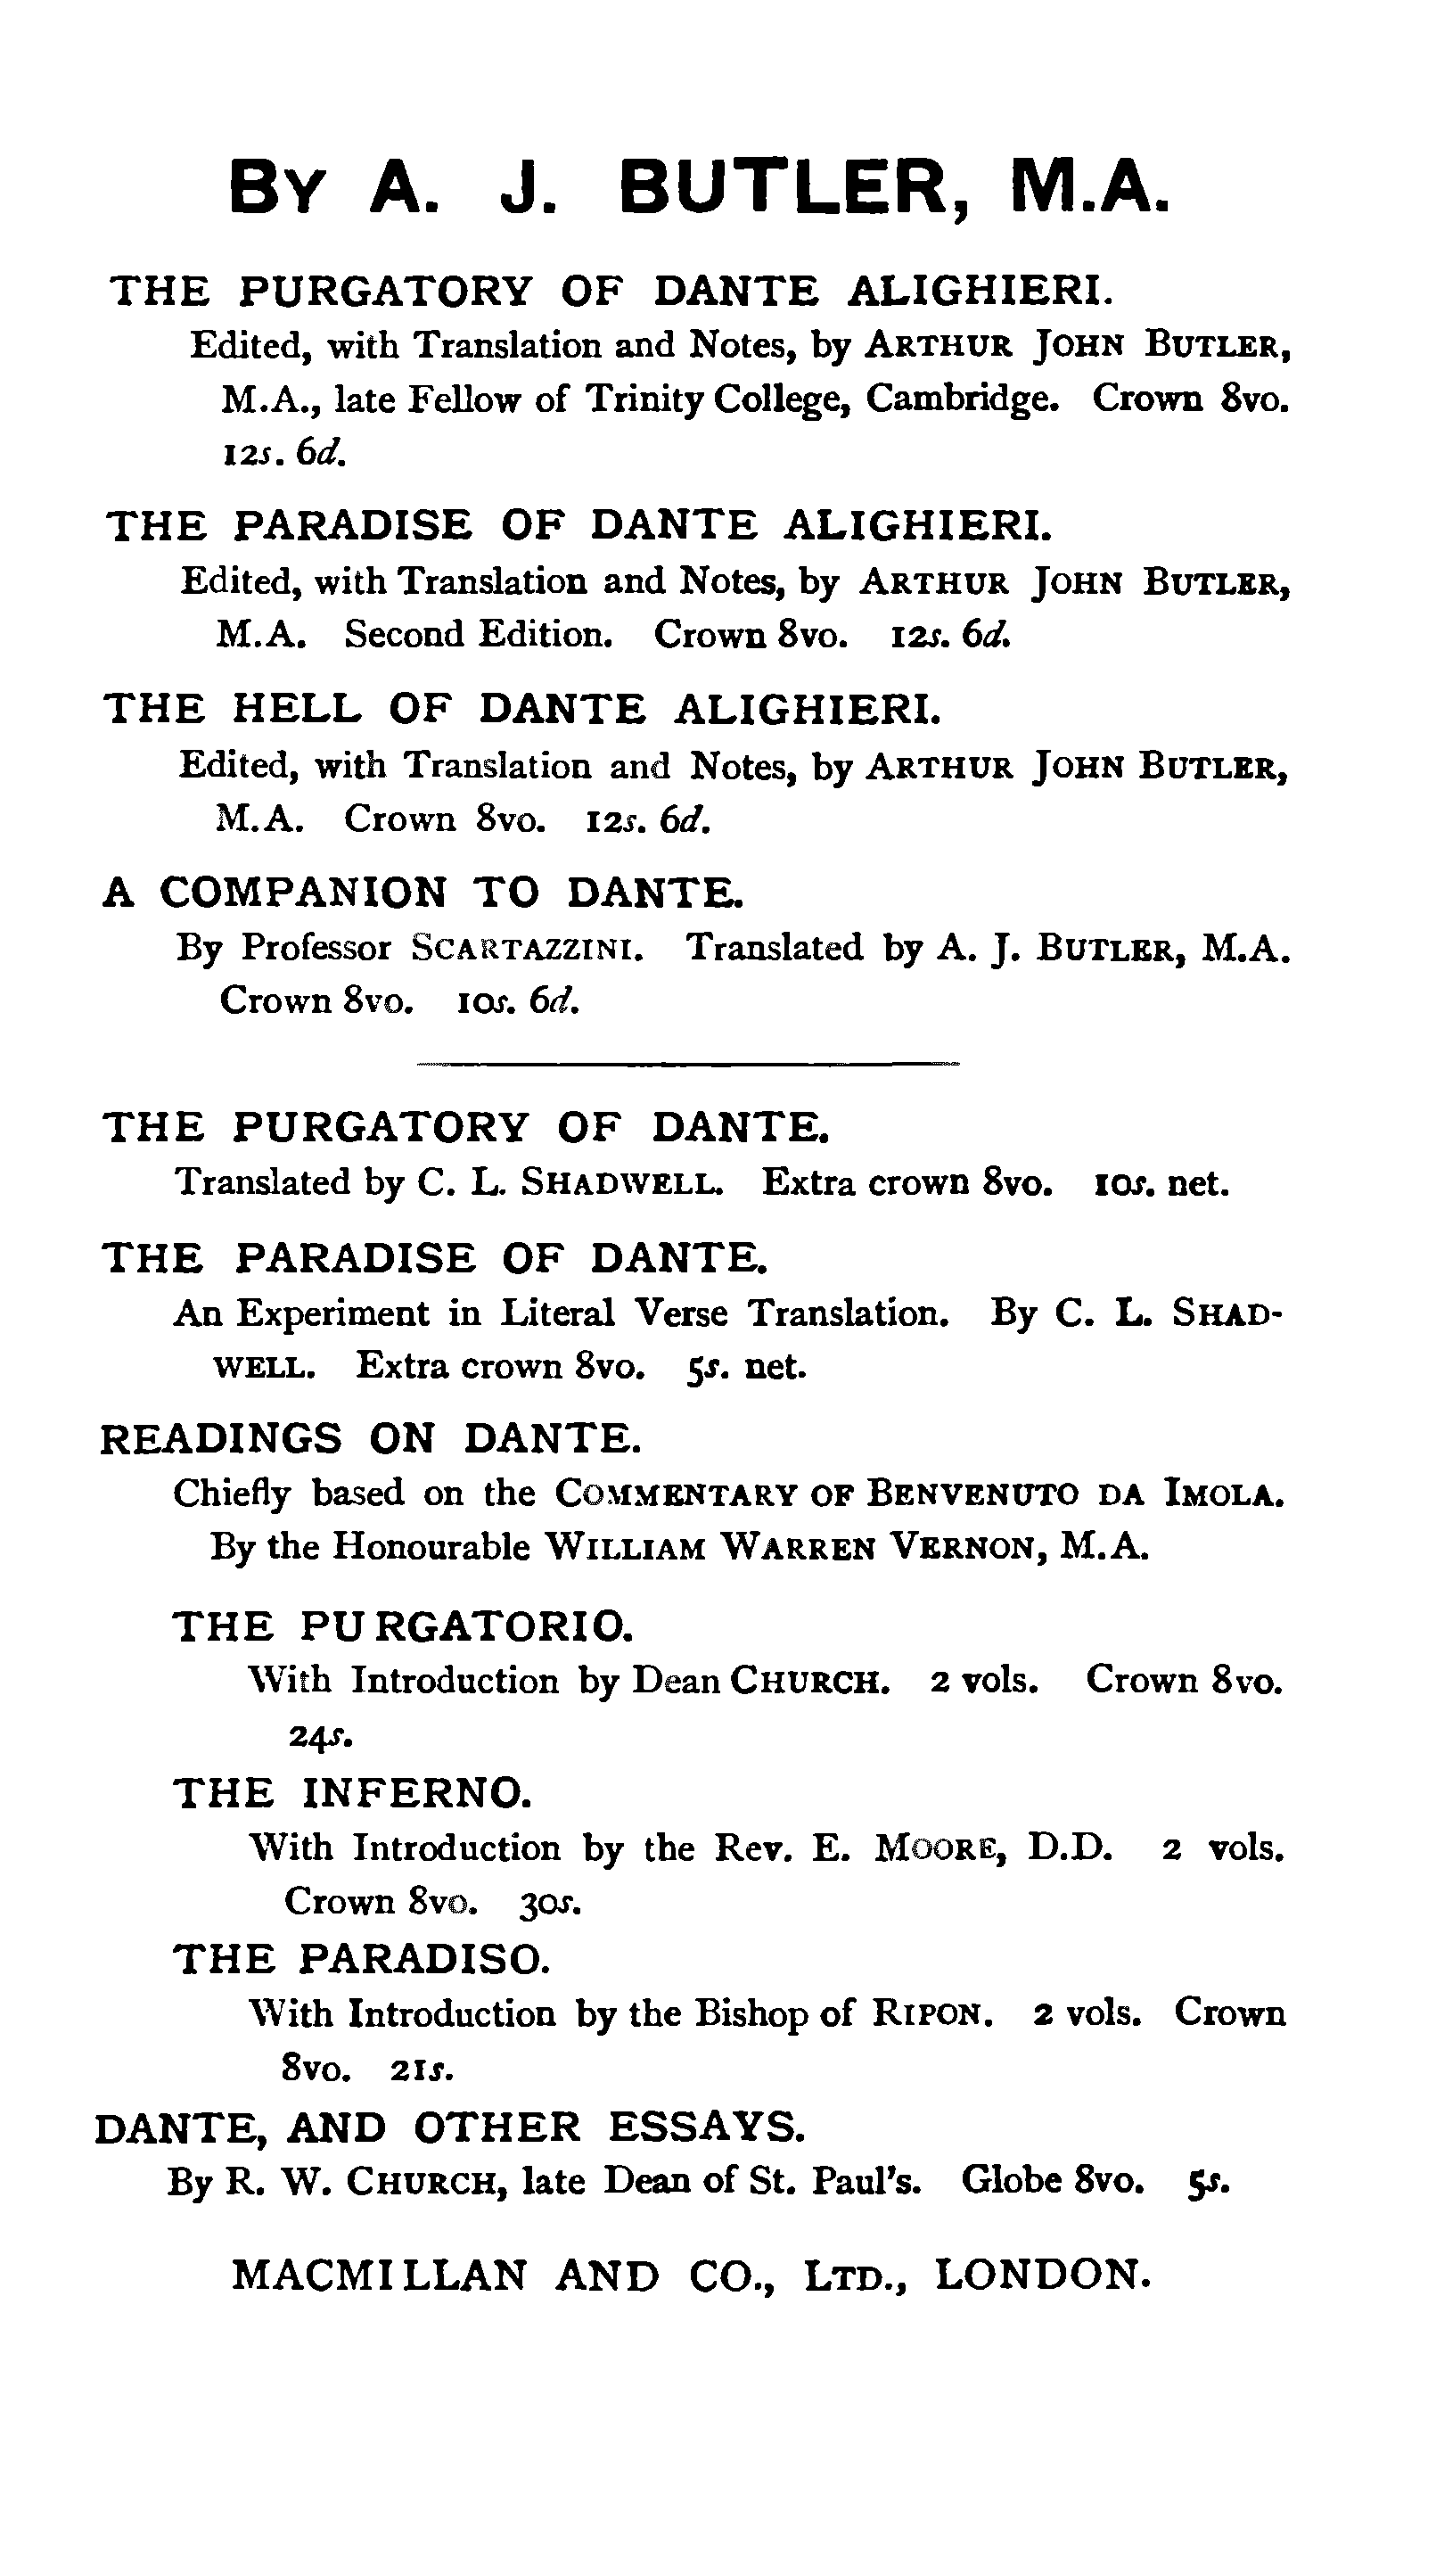 BY A. J. BUTLER, M.A.
THE PURGATORY OF DANTE ALIGHIERI.
Edited, with Translation and Notes, by ARTHUR JOHN BUTLER,
M.A., late Fellow of Trinity College, Cambridge. Crown 8vo.
12s. 6d.
THE PARADISE OF DANTE ALIGHIERI.
Edited, with Translation and Notes, by ARTHUR JOHN BUTLER,
M.A. Second Edition. Crown 8vo. 12s. 6d.
THE HELL OF DANTE ALIGHIERI.
Edited, with Translation and Notes, by ARTHUR JOHN BUTLER,
M.A. Crown 8vo. 12s. 6d.
A COMPANION TO DANTE.
By Professor SCARTAZZINI. Translated by A. J. BUTLER, M.A.
Crown 8vo. 10s. 6d.
THE PURGATORY OF DANTE.
Translated by C. L. SHADWELL. Extra crown 8vo. 10s. net.
THE PARADISE OF DANTE.
An Experiment in Literal Verse Translation. By C. L. SHAD-
WELL. Extra crown 8vo. 5s. net.
READINGS ON DANTE.
Chiefly based on the COMMENTARY OF BENVENUTO DA IMOLA.
By the Honourable WILLIAM WARREN VERNON, M.A.
THE PURGATORIO.
With Introduction by Dean CHURCH. 2 vols. Crown 8vo.
24s.
THE INFERNO.
With Introduction by the Rev. E. MOORE, D.D. 2 vols.
Crown 8vo. 30s.
THE PARADISO.
With Introduction by the Bishop of RIPON. 2 vols. Crown
8vo. 21s.
DANTE, AND OTHER ESSAYS.
By R. W. CHURCH, late Dean of St. Paul's. Globe 8vo. 5s.
MACMILLAN AND CO., LTD., LONDON.